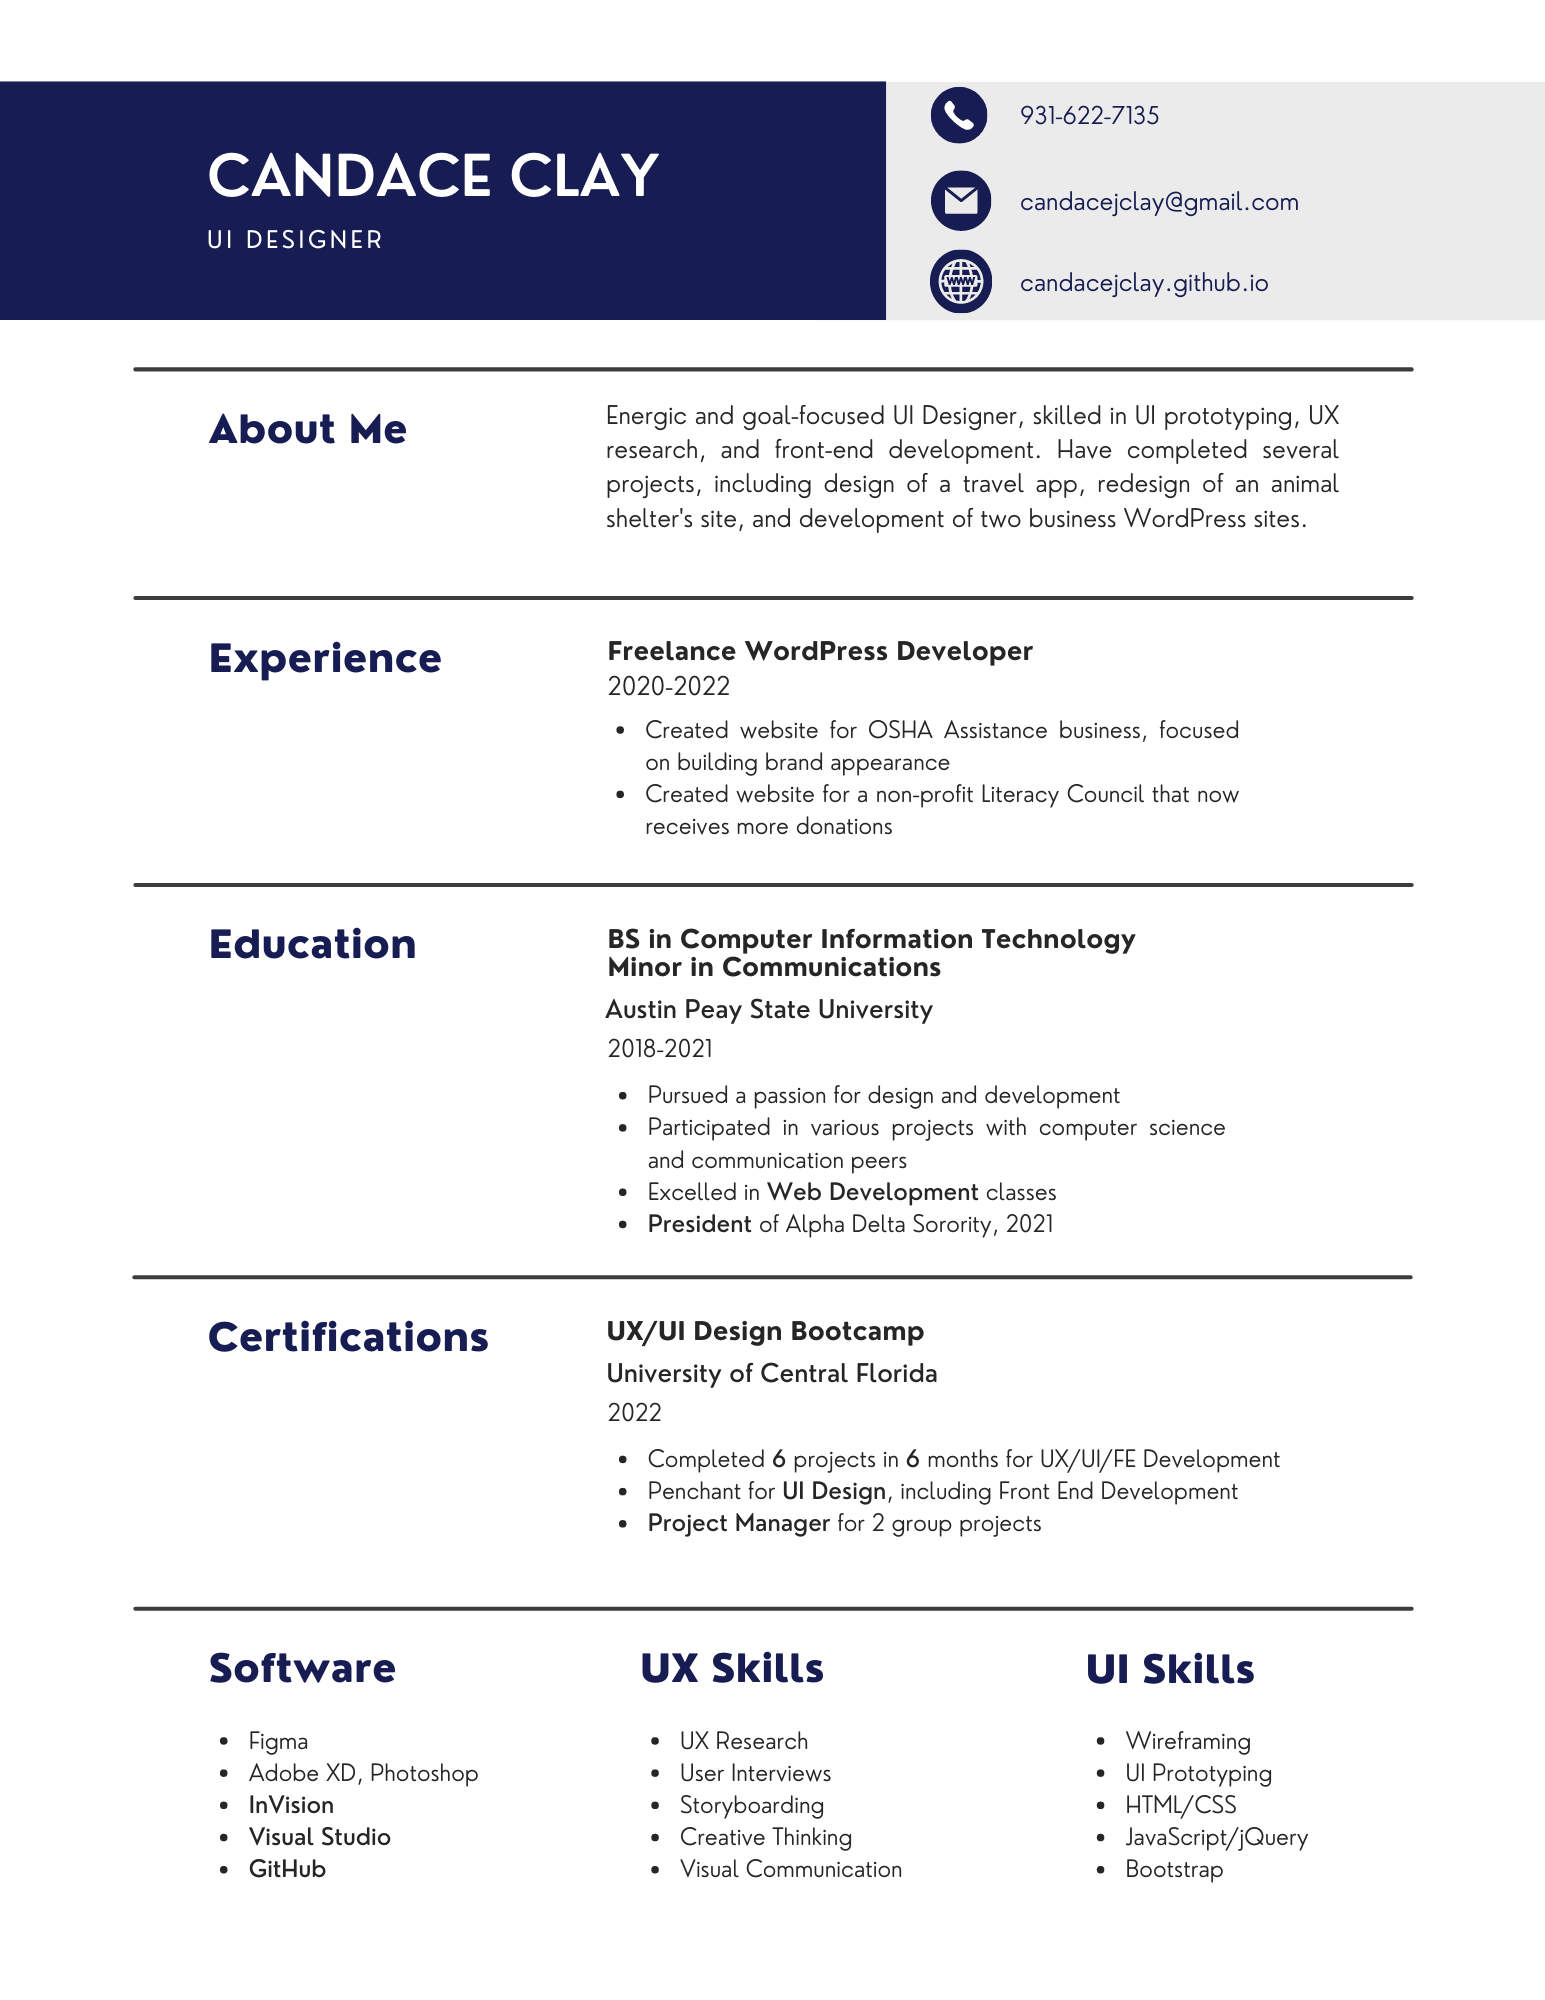 CANDACE CLAY
UI DESIGNER
931-622-7135
candacejclay@gmail.com
www
candacejclay.github.io
About Me
Energic and goal-focused UI Designer, skilled in UI prototyping, UX
research, and front-end development. Have completed several
projects, including design of a travel app, redesign of an animal
shelter's site, and development of two business WordPress sites.
Experience
Freelance WordPress Developer
2020-2022
• Created website for OSHA Assistance business, focused
on building brand appearance
• Created website for a non-profit Literacy Council that now
receives more donations
Education
BS in Computer Information Technology
Minor in Communications
Austin Peay State University
2018-2021
• Pursued a passion for design and development
• Participated in various projects with computer science
and communication peers
• Excelled in Web Development classes
• President of Alpha Delta Sorority, 2021
Certifications
UX/UI Design Bootcamp
University of Central Florida
2022
• Completed 6 projects in 6 months for UX/UI/FE Development
• Penchant for UI Design, including Front End Development
• Project Manager for 2 group projects
Software
• Figma
• Adobe XD, Photoshop
• InVision
• Visual Studio
• GitHub
UX Skills
• UX Research
• User Interviews
• Storyboarding
• Creative Thinking
• Visual Communication
UI Skills
• Wireframing
• UI Prototyping
• HTML/CSS
• JavaScript/jQuery
• Bootstrap